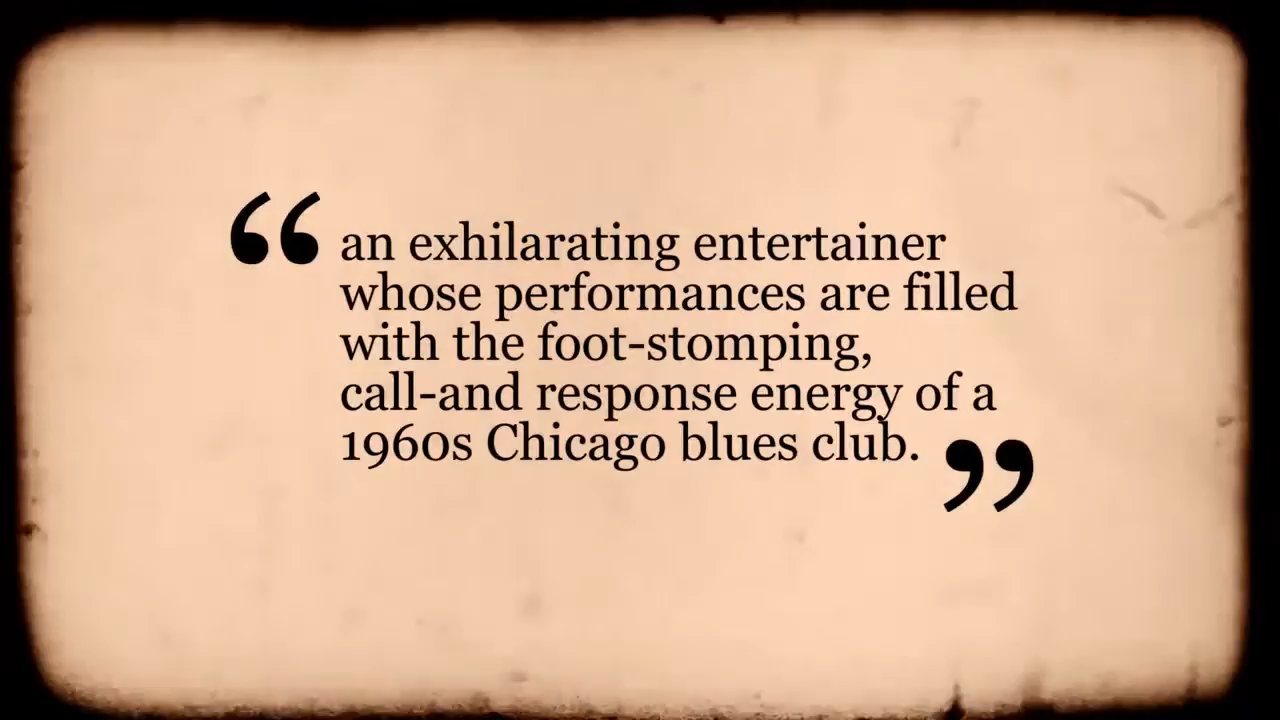 “ an exhilarating entertainer
whose performances are filled
with the foot-stomping,
call-and response energy of a
1960s Chicago blues club. ”